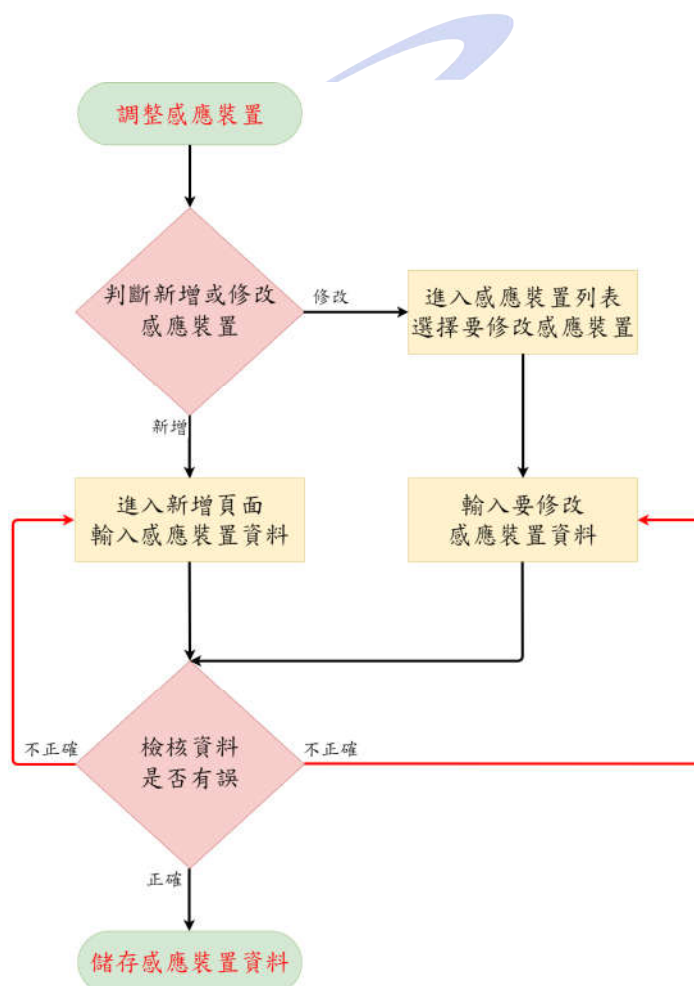 調整感應裝置
判斷新增或修改
感應裝置
修改
進入感應裝置列表
選擇要修改感應裝置
新增
進入新增頁面
輸入感應裝置資料
輸入要修改
感應裝置資料
不正確
檢核資料
是否有誤
不正確
正確
儲存感應裝置資料